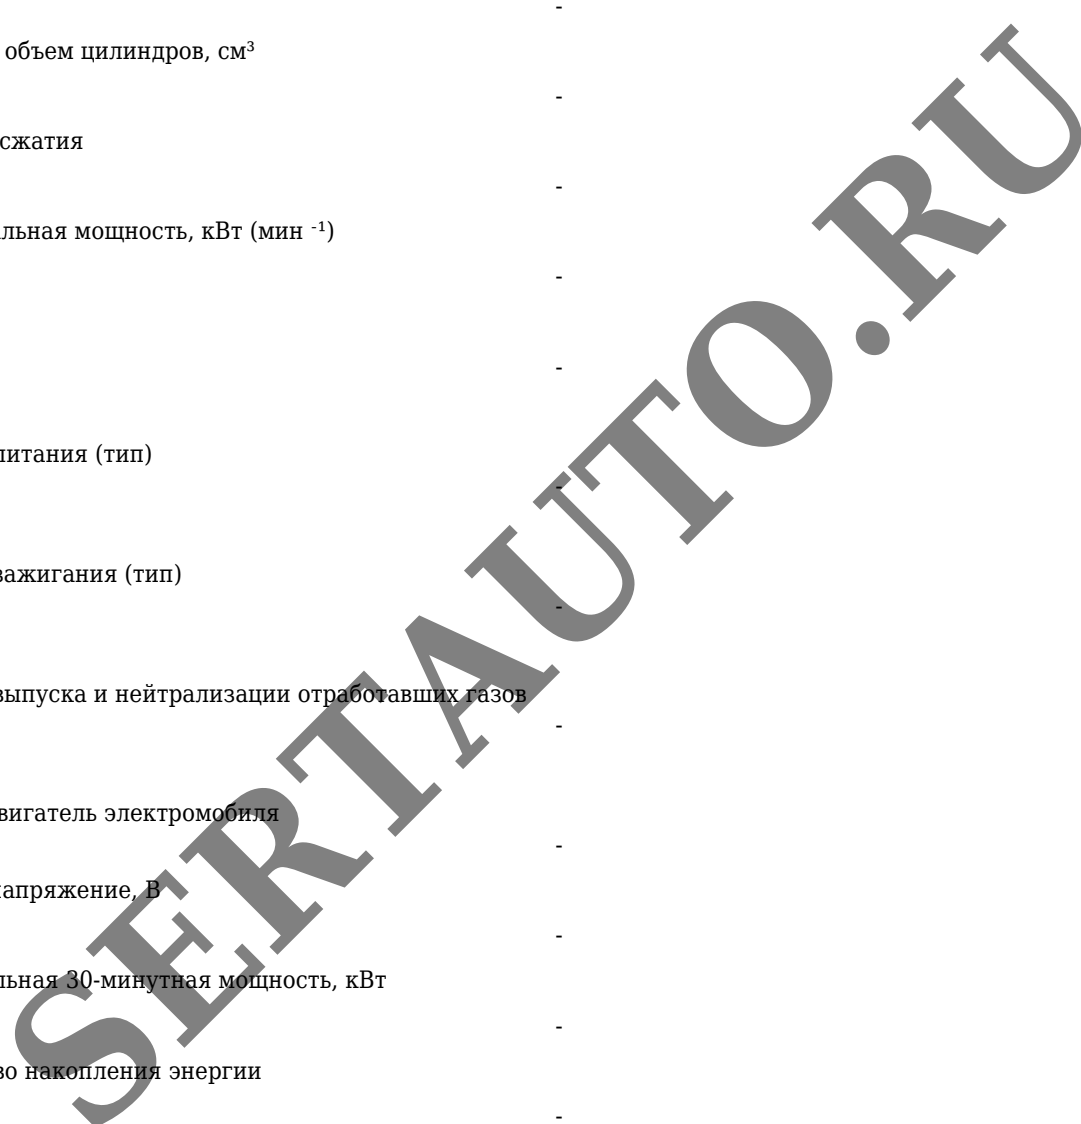 -
объем цилиндров, см³
-
сжатия
-
льная мощность, кВт (мин ⁻¹)
-
-
питания (тип)
-
зажигания (тип)
-
выпуска и нейтрализации отработавших газов
-
вигатель электромобиля
-
напряжение, В
-
льная 30-минутная мощность, кВт
-
во накопления энергии
-
SERTAUTO.RU